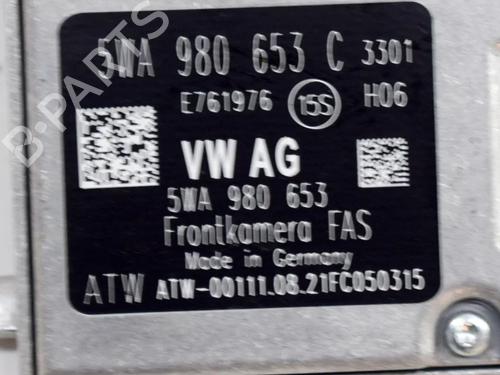 5WA 980 653 C 3301
E761976 15S H06
VW AG
5WA 980 653
Frontkamera FAS
Made in Germany
ATW ATW-00111.08.21FC050315